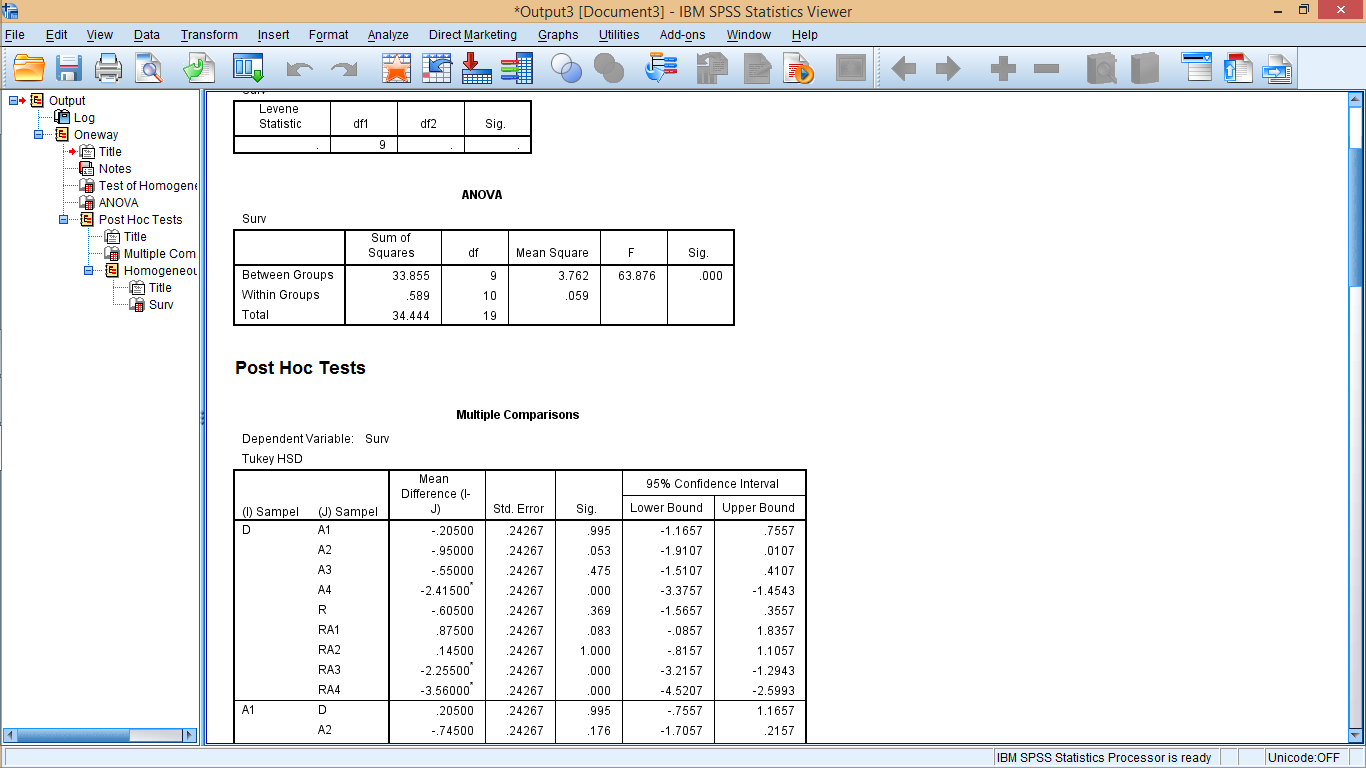 *Output3 [Document3] - IBM SPSS Statistics Viewer
File Edit View Data Transform Insert Format Analyze Direct Marketing Graphs Utilities Add-ons Window Help
Output
Log
Oneway
Title
Notes
Test of Homogene
ANOVA
Post Hoc Tests
Title
Multiple Com
Homogeneou
Title
Surv
Levene Statistic df1 df2 Sig.
. 9 . .
ANOVA
Surv
Sum of Squares df Mean Square F Sig.
Between Groups 33.855 9 3.762 63.876 .000
Within Groups .589 10 .059
Total 34.444 19
Post Hoc Tests
Multiple Comparisons
Dependent Variable: Surv
Tukey HSD
(I) Sampel (J) Sampel Mean Difference (I-J) Std. Error Sig. 95% Confidence Interval
Lower Bound Upper Bound
D A1 -.20500 .24267 .995 -1.1657 .7557
A2 -.95000 .24267 .053 -1.9107 .0107
A3 -.55000 .24267 .475 -1.5107 .4107
A4 -2.41500* .24267 .000 -3.3757 -1.4543
R -.60500 .24267 .369 -1.5657 .3557
RA1 .87500 .24267 .083 -.0857 1.8357
RA2 .14500 .24267 1.000 -.8157 1.1057
RA3 -2.25500* .24267 .000 -3.2157 -1.2943
RA4 -3.56000* .24267 .000 -4.5207 -2.5993
A1 D .20500 .24267 .995 -.7557 1.1657
A2 -.74500 .24267 .176 -1.7057 .2157
IBM SPSS Statistics Processor is ready Unicode:OFF